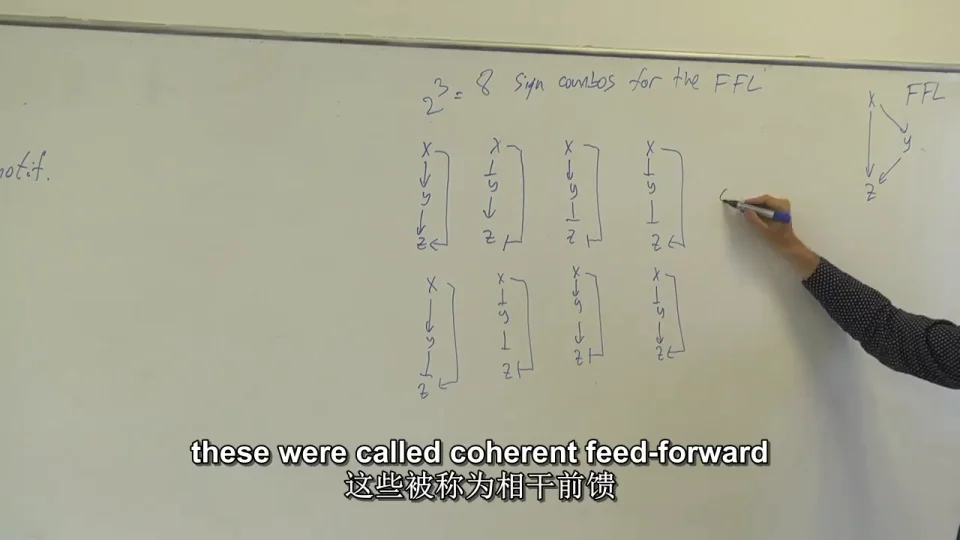 2³ = 8 sign combos for the FFL
X FFL
y
Z
notif.
X X X X
y y y y
Z Z Z Z
X X X X
y y y y
Z Z Z Z
these were called coherent feed-forward
这些被称为相干前馈